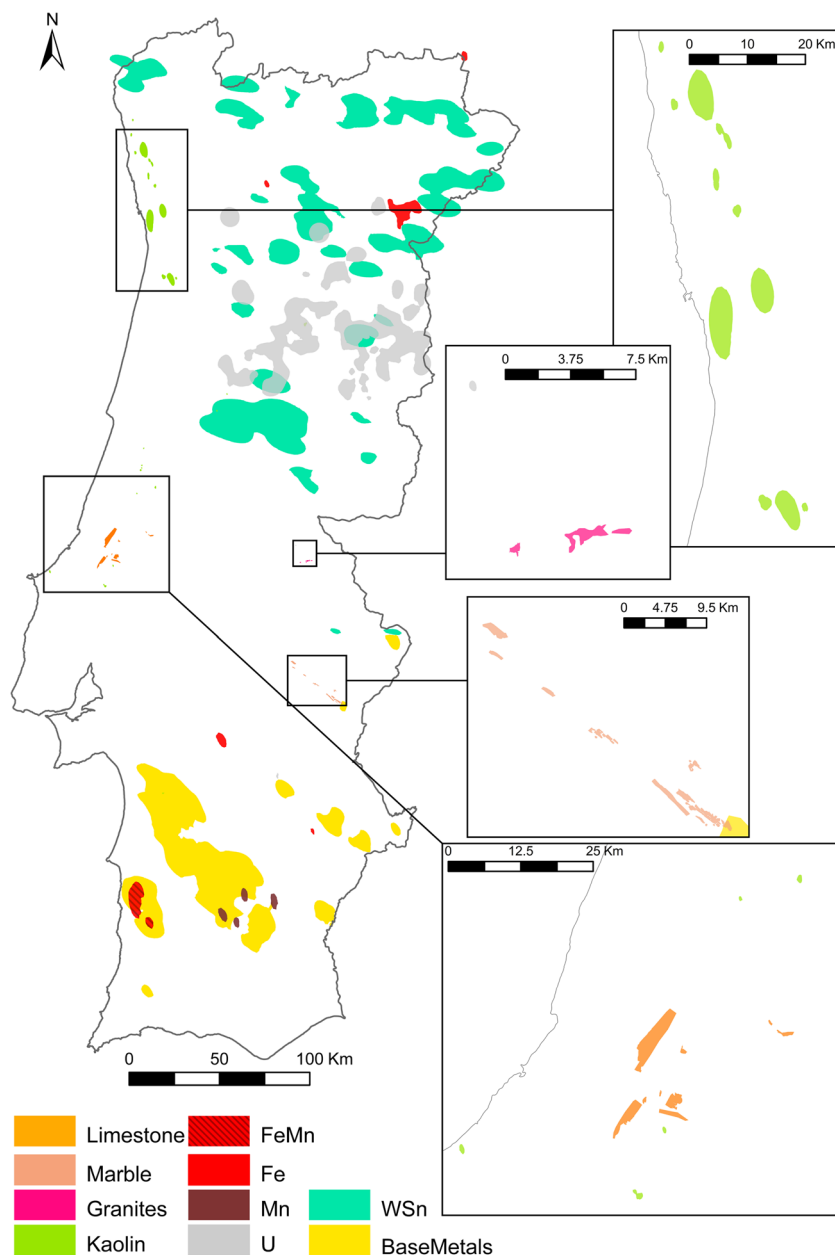 N
0 10 20 Km
0 3.75 7.5 Km
0 4.75 9.5 Km
0 12.5 25 Km
0 50 100 Km
Limestone FeMn
Marble Fe
Granites Mn WSn
Kaolin U BaseMetals